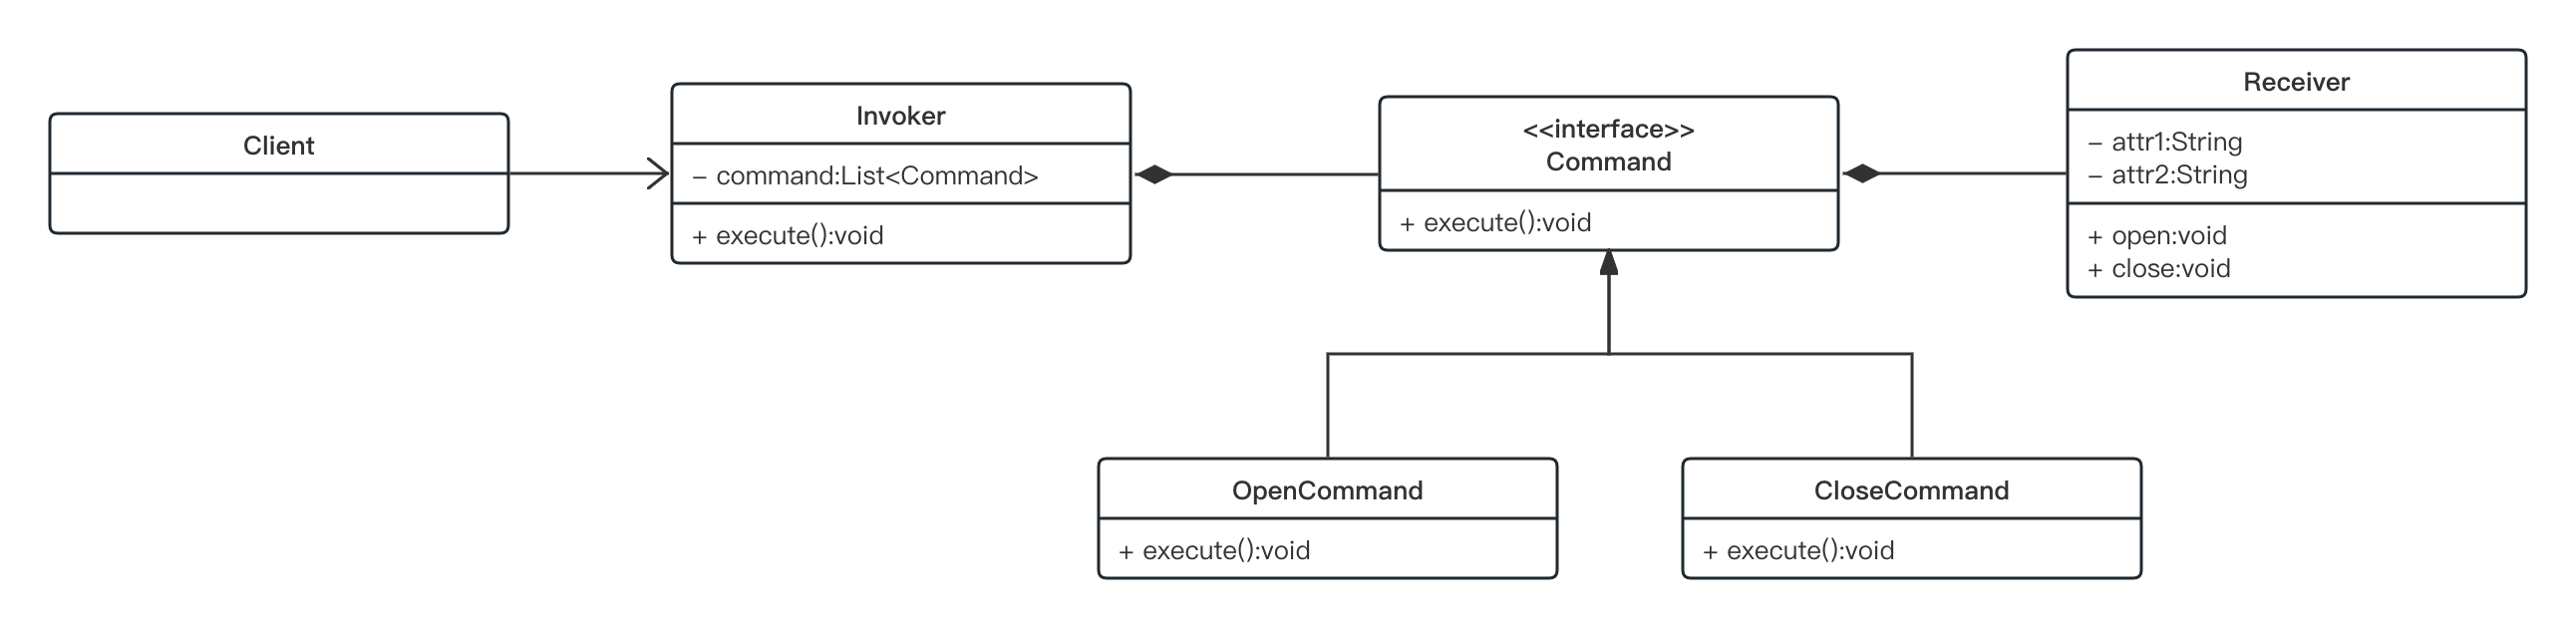 Client
Invoker
– command:List<Command>
+ execute():void
<<interface>>
Command
+ execute():void
Receiver
– attr1:String
– attr2:String
+ open:void
+ close:void
OpenCommand
+ execute():void
CloseCommand
+ execute():void